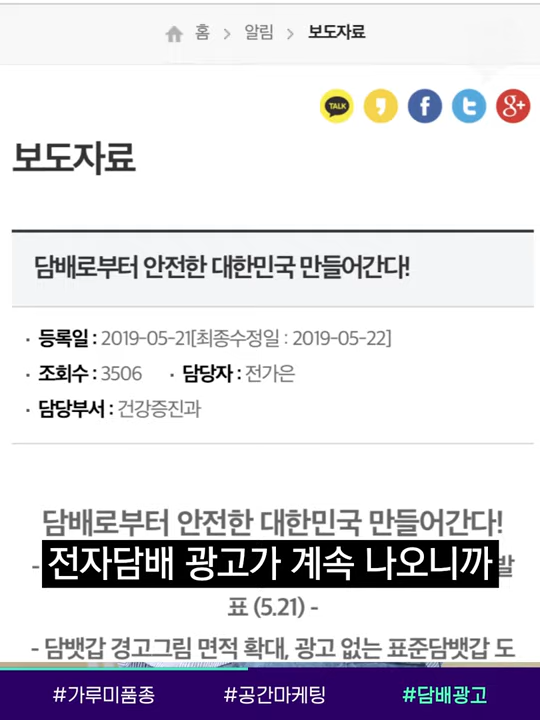 홈 > 알림 > 보도자료
TALK f t g+
보도자료
담배로부터 안전한 대한민국 만들어간다!
· 등록일 : 2019-05-21[최종수정일 : 2019-05-22]
· 조회수 : 3506 · 담당자 : 전가은
· 담당부서 : 건강증진과
담배로부터 안전한 대한민국 만들어간다!
전자담배 광고가 계속 나오니까
- 발
표 (5.21) -
- 담뱃갑 경고그림 면적 확대, 광고 없는 표준담뱃갑 도
#가루미품종 #공간마케팅 #담배광고